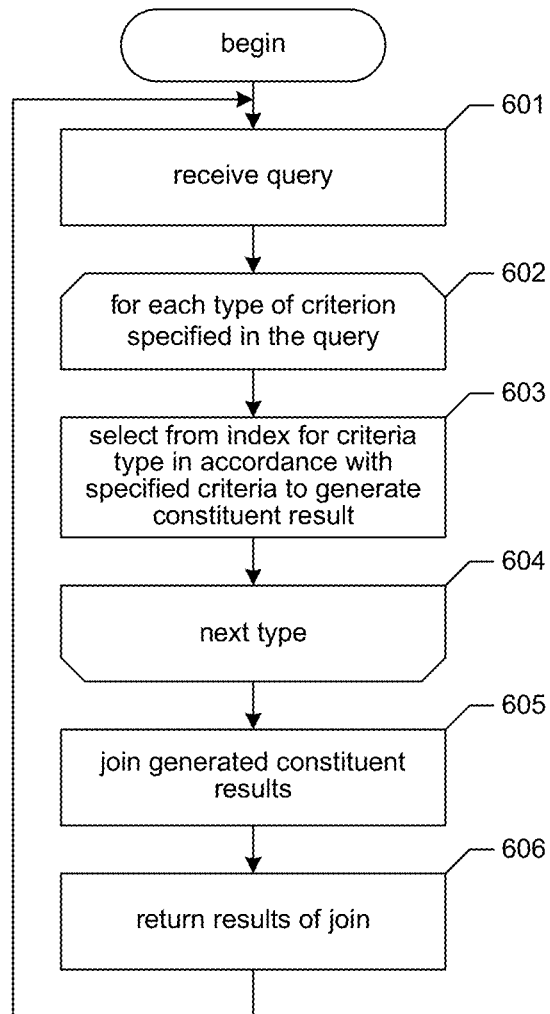 begin
601
receive query
602
for each type of criterion
specified in the query
603
select from index for criteria
type in accordance with
specified criteria to generate
constituent result
604
next type
605
join generated constituent
results
606
return results of join